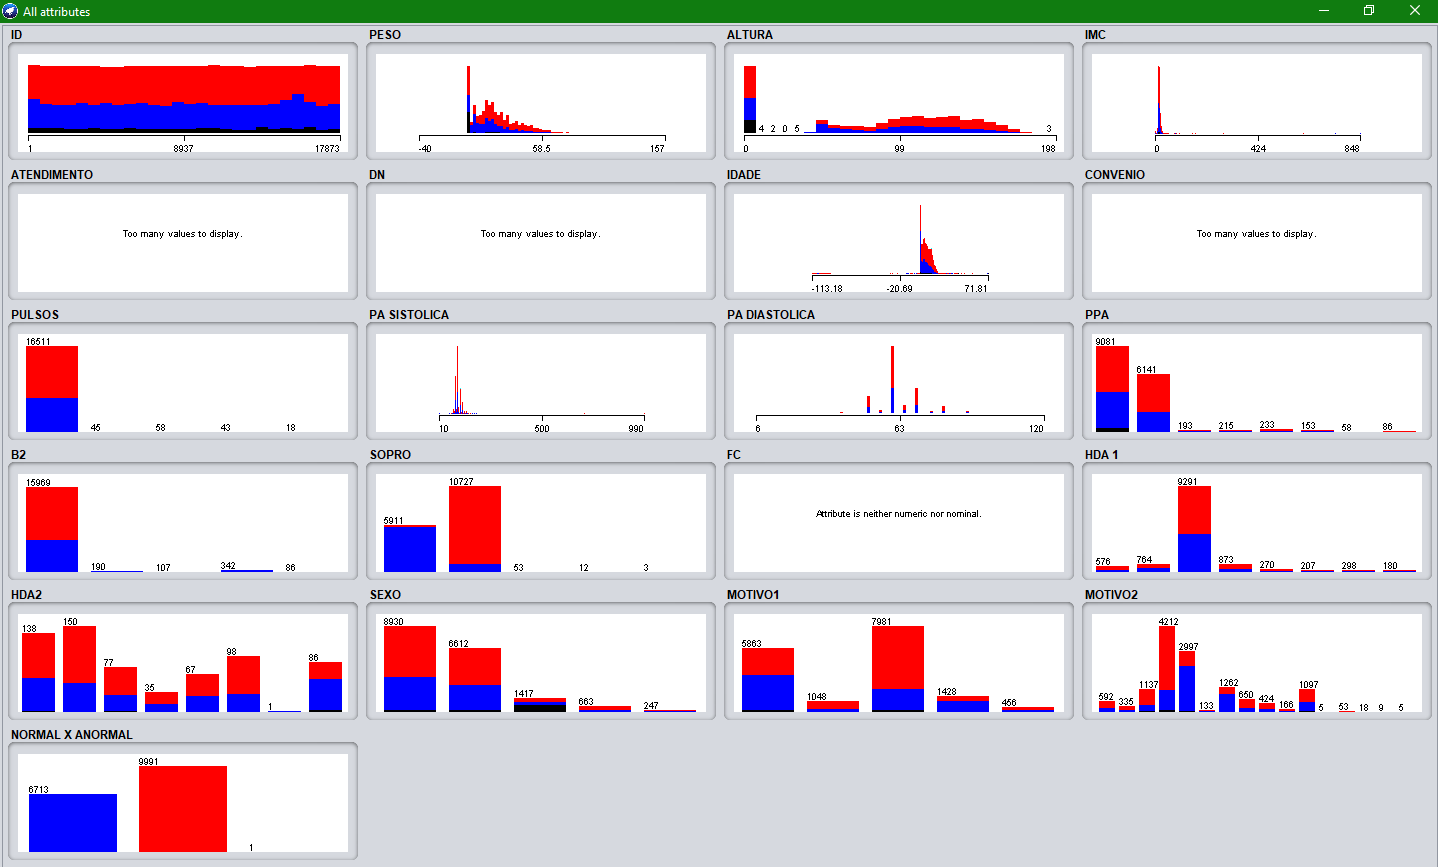 All attributes
ID PESO ALTURA IMC
4 2 0 5 3
1 8937 17873 -40 58.5 157 0 99 198 0 424 848
ATENDIMENTO DN IDADE CONVENIO
Too many values to display. Too many values to display. Too many values to display.
-113.18 -20.69 71.81
PULSOS PA SISTOLICA PA DIASTOLICA PPA
16511 45 58 43 18
10 500 990
6 63 120
9081 6141 193 215 233 153 58 86
B2 SOPRO FC HDA 1
15969 190 107 342 86
5911 10727 53 12 3
Attribute is neither numeric nor nominal.
576 764 9291 873 270 207 298 180
HDA2 SEXO MOTIVO1 MOTIVO2
138 150 77 35 67 98 1 86
8930 6612 1417 663 247
5863 1048 7981 1428 456
592 335 1137 4212 2997 133 1262 650 424 166 1097 5 53 18 9 5
NORMAL X ANORMAL
6713 9991 1